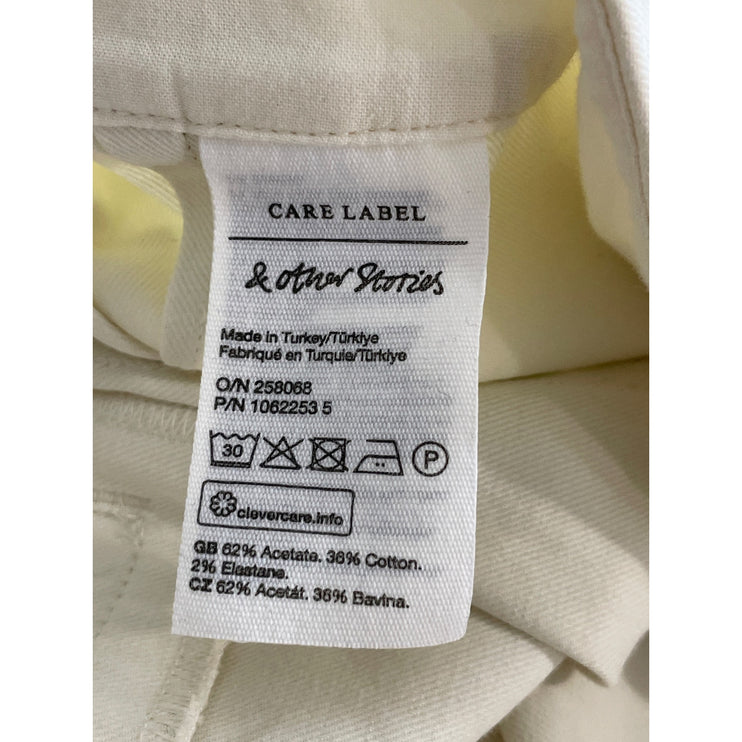 CARE LABEL
& other Stories
Made in Turkey/Türkiye
Fabriqué en Turquie/Türkiye
O/N 258068
P/N 1062253 5
30 P
clevercare.info
GB 62% Acetate. 36% Cotton.
2% Elastane.
CZ 62% Acetát. 36% Bavlna.